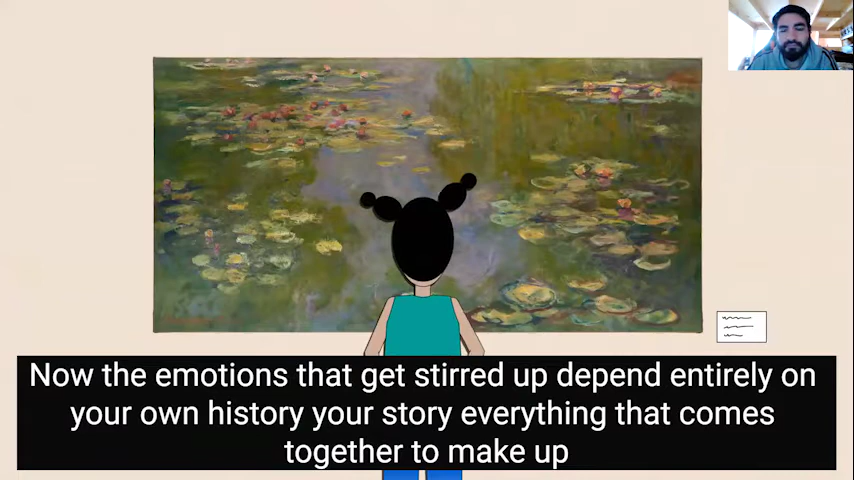 Now the emotions that get stirred up depend entirely on
your own history your story everything that comes
together to make up